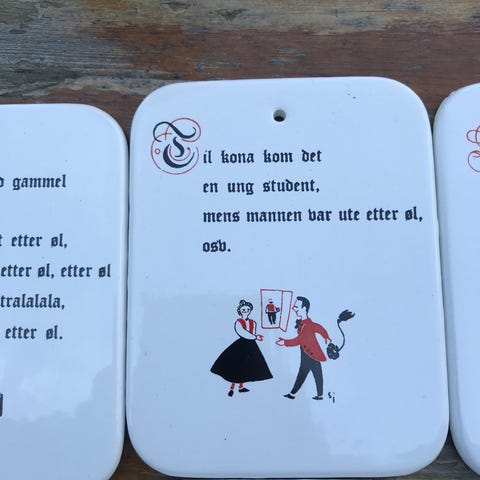 gammel
t etter øl,
etter øl, etter øl
tralalala,
etter øl.
Til kona kom det
en ung student,
mens mannen var ute etter øl,
osv.
sj